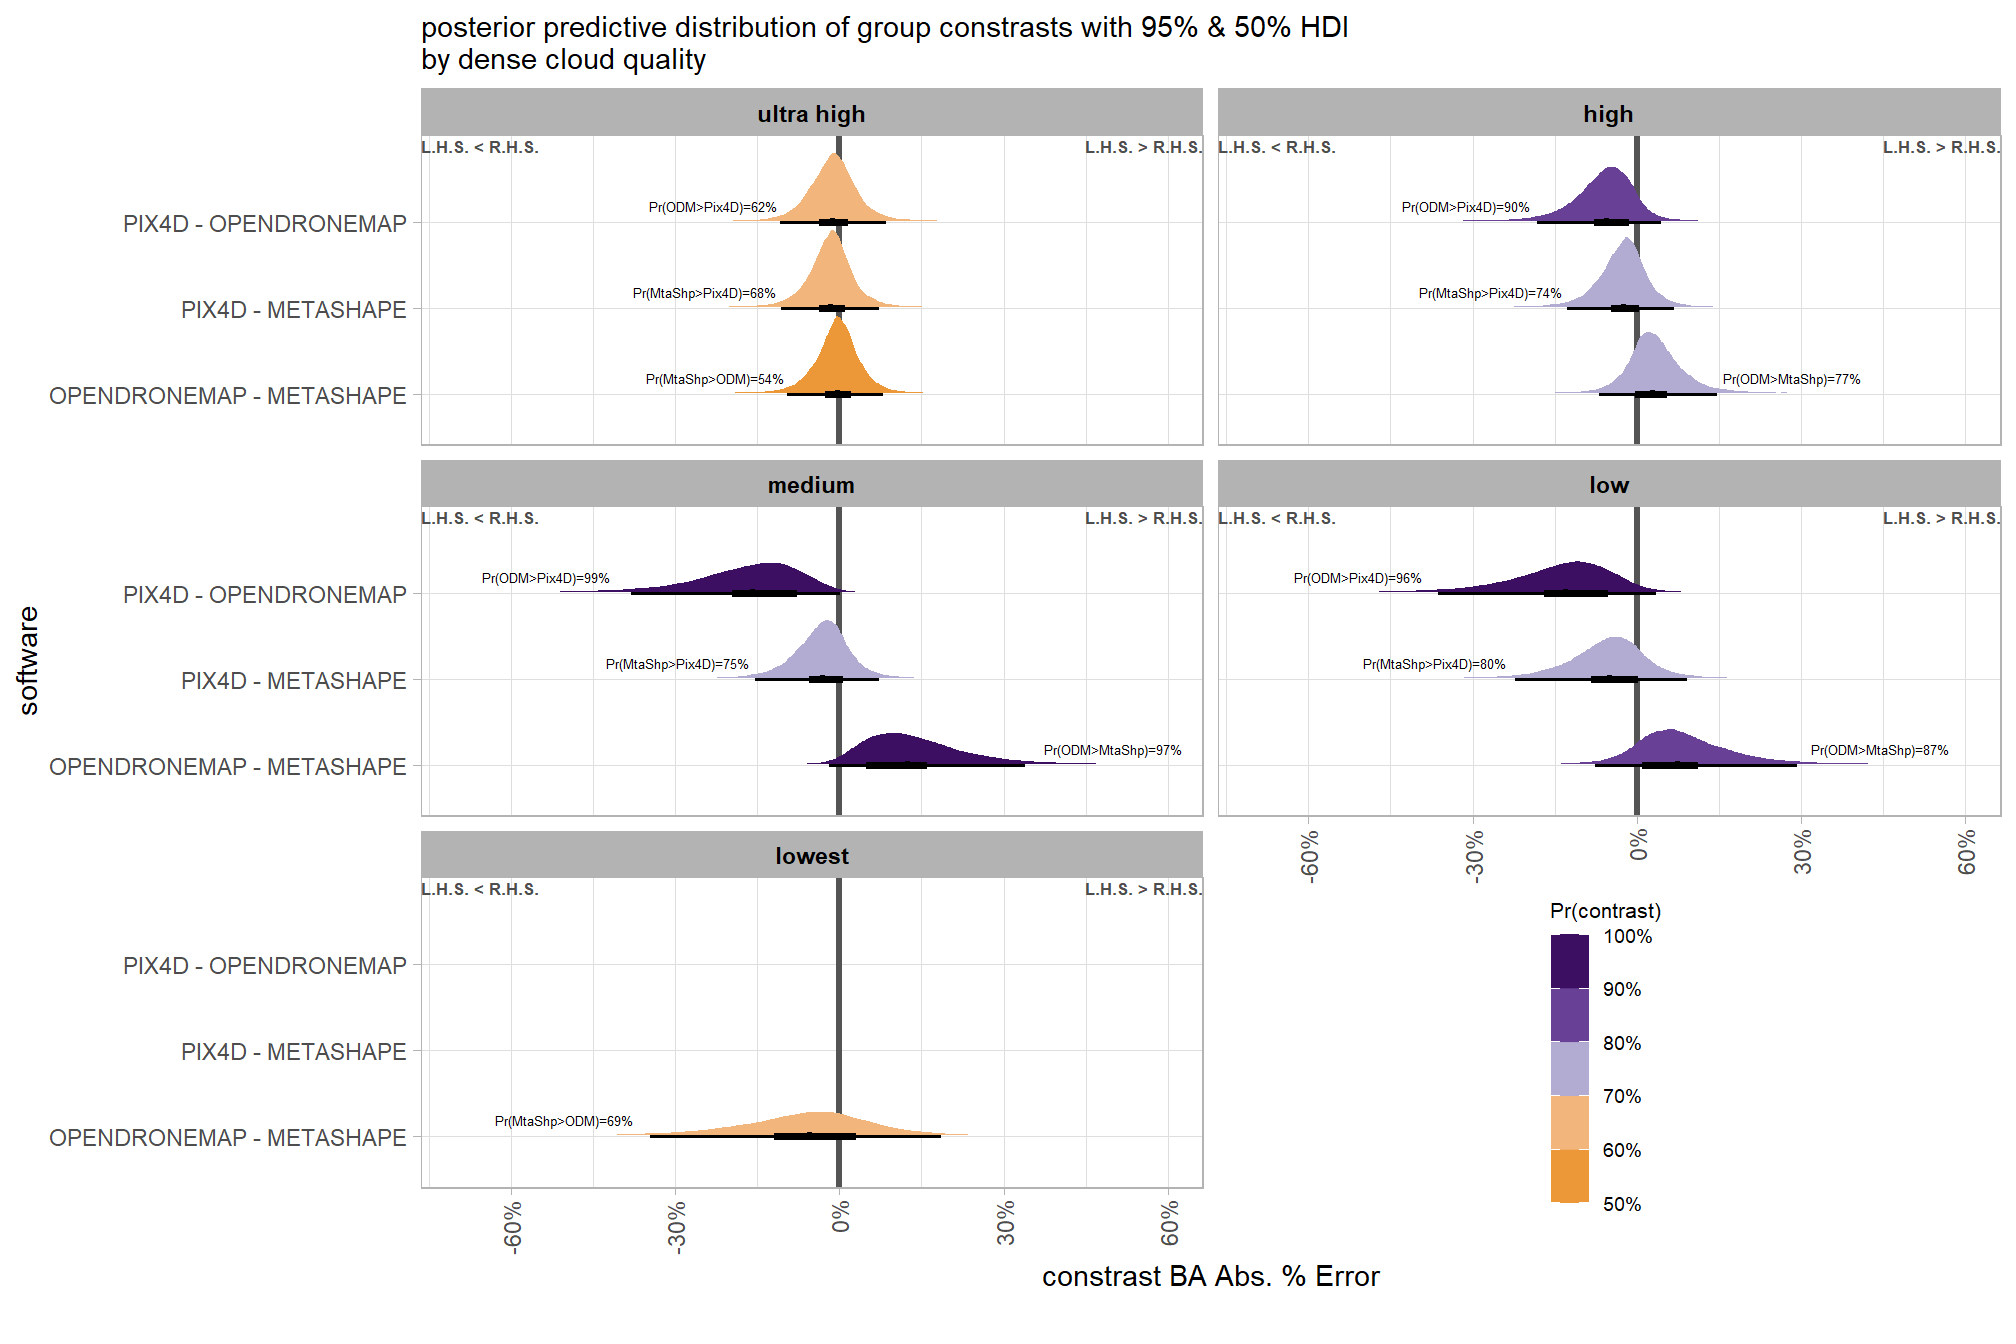 posterior predictive distribution of group constrasts with 95% & 50% HDI
by dense cloud quality
ultra high
L.H.S. < R.H.S.
L.H.S. > R.H.S.
PIX4D - OPENDRONEMAP
Pr(ODM>Pix4D)=62%
PIX4D - METASHAPE
Pr(MtaShp>Pix4D)=68%
OPENDRONEMAP - METASHAPE
Pr(MtaShp>ODM)=54%
high
L.H.S. < R.H.S.
L.H.S. > R.H.S.
Pr(ODM>Pix4D)=90%
Pr(MtaShp>Pix4D)=74%
Pr(ODM>MtaShp)=77%
medium
L.H.S. < R.H.S.
L.H.S. > R.H.S.
PIX4D - OPENDRONEMAP
Pr(ODM>Pix4D)=99%
PIX4D - METASHAPE
Pr(MtaShp>Pix4D)=75%
OPENDRONEMAP - METASHAPE
Pr(ODM>MtaShp)=97%
low
L.H.S. < R.H.S.
L.H.S. > R.H.S.
Pr(ODM>Pix4D)=96%
Pr(MtaShp>Pix4D)=80%
Pr(ODM>MtaShp)=87%
-60%
-30%
0%
30%
60%
lowest
L.H.S. < R.H.S.
L.H.S. > R.H.S.
PIX4D - OPENDRONEMAP
PIX4D - METASHAPE
OPENDRONEMAP - METASHAPE
Pr(MtaShp>ODM)=69%
-60%
-30%
0%
30%
60%
software
constrast BA Abs. % Error
Pr(contrast)
100%
90%
80%
70%
60%
50%